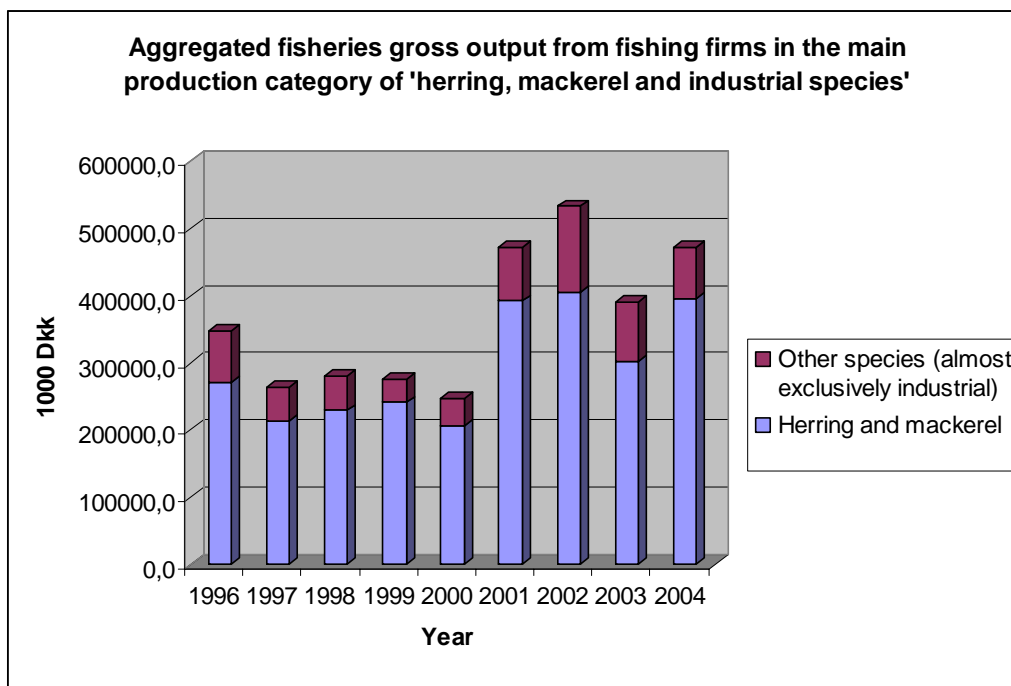 Aggregated fisheries gross output from fishing firms in the main
production category of 'herring, mackerel and industrial species'
600000,0
500000,0
400000,0
300000,0
200000,0
100000,0
0,0
1000 Dkk
1996 1997 1998 1999 2000 2001 2002 2003 2004
Year
Other species (almost
exclusively industrial)
Herring and mackerel